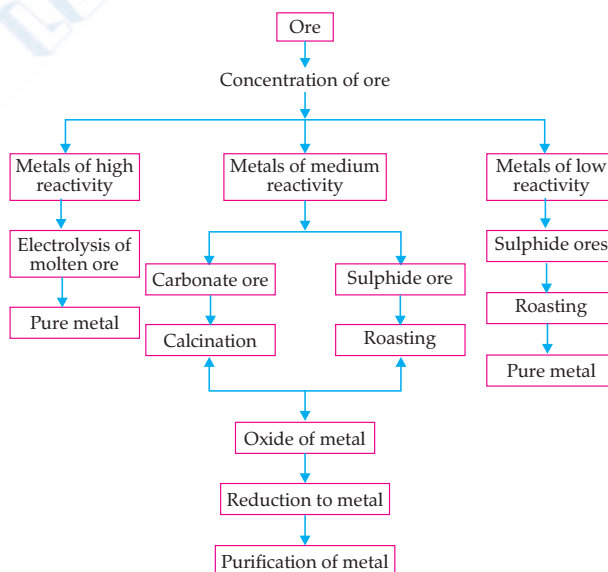 Ore
Concentration of ore
Metals of high
reactivity
Metals of medium
reactivity
Metals of low
reactivity
Electrolysis of
molten ore
Sulphide ores
Carbonate ore
Sulphide ore
Pure metal
Roasting
Calcination
Roasting
Pure metal
Oxide of metal
Reduction to metal
Purification of metal